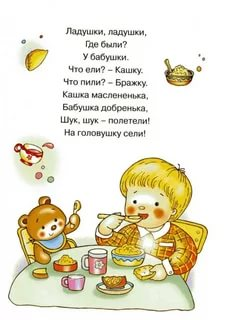 Ладушки, ладушки,
Где были?
У бабушки.
Что ели? – Кашку.
Что пили? – Бражку.
Кашка масленька,
Бабушка добренька,
Шук, шук – полетели!
На головушку сели!